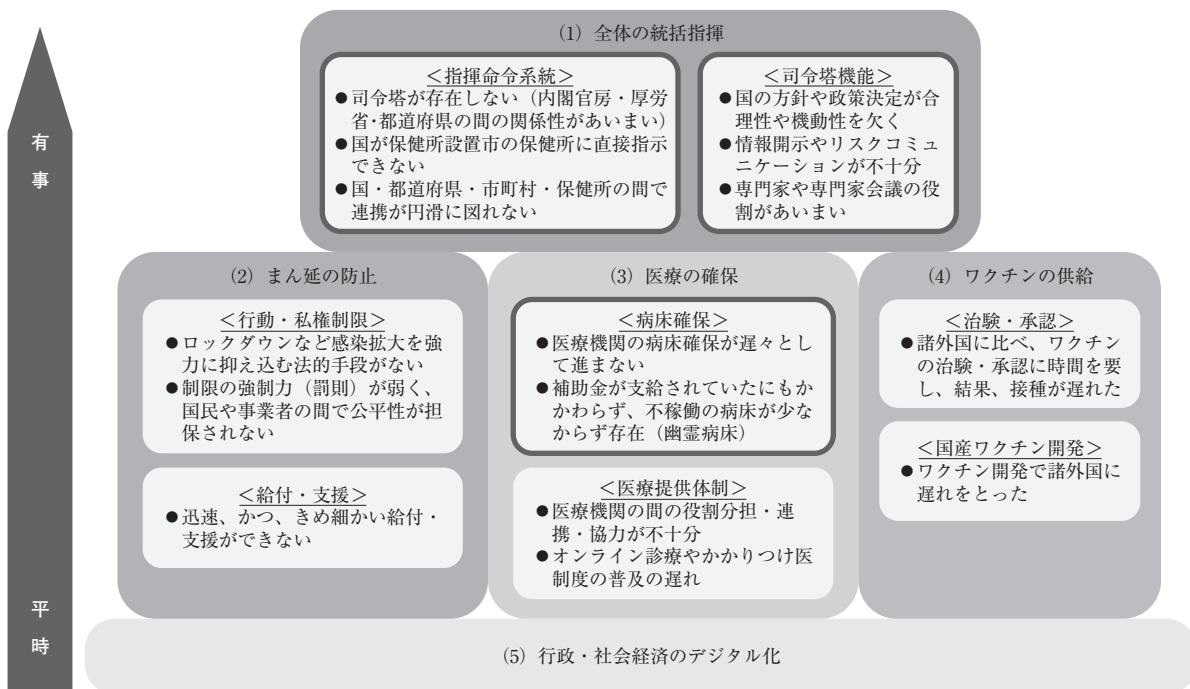 有事
平時
(1) 全体の統括指揮
<指揮命令系統>
●司令塔が存在しない(内閣官房・厚労
省・都道府県の間の関係性があいまい)
●国が保健所設置市の保健所に直接指示
できない
●国・都道府県・市町村・保健所の間で
連携が円滑に図れない
<司令塔機能>
●国の方針や政策決定が合
理性や機動性を欠く
●情報開示やリスクコミュ
ニケーションが不十分
●専門家や専門家会議の役
割があいまい
(2) まん延の防止
<行動・私権制限>
●ロックダウンなど感染拡大を強
力に抑え込む法的手段がない
●制限の強制力(罰則)が弱く、
国民や事業者の間で公平性が担
保されない
<給付・支援>
●迅速、かつ、きめ細かい給付・
支援ができない
(3) 医療の確保
<病床確保>
●医療機関の病床確保が遅々とし
て進まない
●補助金が支給されていたにもか
かわらず、不稼働の病床が少な
からず存在(幽霊病床)
<医療提供体制>
●医療機関の間の役割分担・連
携・協力が不十分
●オンライン診療やかかりつけ医
制度の普及の遅れ
(4) ワクチンの供給
<治験・承認>
●諸外国に比べ、ワクチン
の治験・承認に時間を要
し、結果、接種が遅れた
<国産ワクチン開発>
●ワクチン開発で諸外国に
遅れをとった
(5) 行政・社会経済のデジタル化